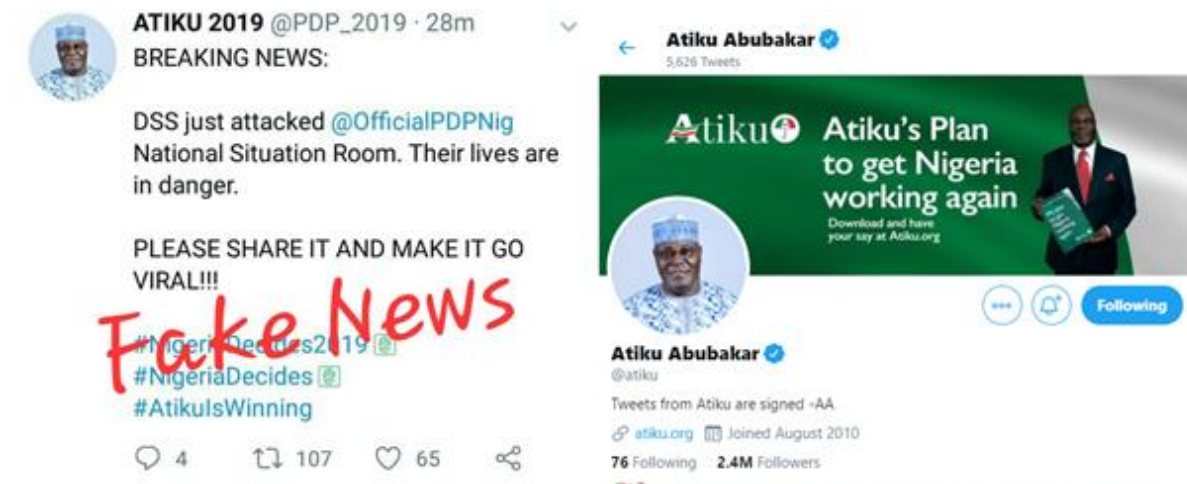 ATIKU 2019 @PDP_2019 · 28m
BREAKING NEWS:
DSS just attacked @OfficialPDPNig
National Situation Room. Their lives are
in danger.
PLEASE SHARE IT AND MAKE IT GO
VIRAL!!!
Fake News
#NigeriaDecides2019
#NigeriaDecides
#AtikuIsWinning
4 107 65
Atiku Abubakar
5,626 Tweets
Atiku
Atiku's Plan
to get Nigeria
working again
Download and have
your say at Atiku.org
Following
Atiku Abubakar
@atiku
Tweets from Atiku are signed -AA
atiku.org Joined August 2010
76 Following 2.4M Followers